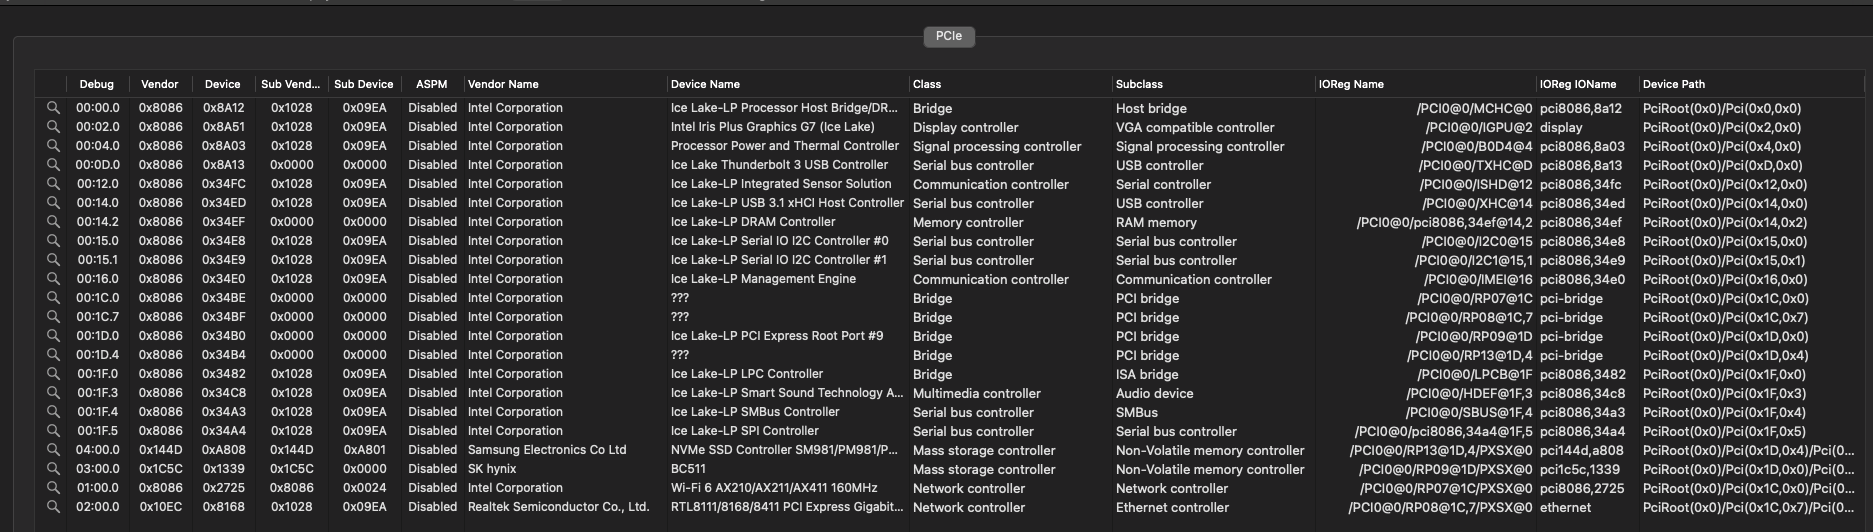 PCIe
Debug Vendor Device Sub Vend... Sub Device ASPM Vendor Name Device Name Class Subclass IOReg Name IOReg IOName Device Path
00:00.0 0x8086 0x8A12 0x1028 0x09EA Disabled Intel Corporation Ice Lake-LP Processor Host Bridge/DR... Bridge Host bridge /PCI0@0/MCHC@0 pci8086,8a12 PciRoot(0x0)/Pci(0x0,0x0)
00:02.0 0x8086 0x8A51 0x1028 0x09EA Disabled Intel Corporation Intel Iris Plus Graphics G7 (Ice Lake) Display controller VGA compatible controller /PCI0@0/IGPU@2 display PciRoot(0x0)/Pci(0x2,0x0)
00:04.0 0x8086 0x8A03 0x1028 0x09EA Disabled Intel Corporation Processor Power and Thermal Controller Signal processing controller Signal processing controller /PCI0@0/B0D4@4 pci8086,8a03 PciRoot(0x0)/Pci(0x4,0x0)
00:0D.0 0x8086 0x8A13 0x0000 0x0000 Disabled Intel Corporation Ice Lake Thunderbolt 3 USB Controller Serial bus controller USB controller /PCI0@0/TXHC@D pci8086,8a13 PciRoot(0x0)/Pci(0xD,0x0)
00:12.0 0x8086 0x34FC 0x1028 0x09EA Disabled Intel Corporation Ice Lake-LP Integrated Sensor Solution Communication controller Serial controller /PCI0@0/ISHD@12 pci8086,34fc PciRoot(0x0)/Pci(0x12,0x0)
00:14.0 0x8086 0x34ED 0x1028 0x09EA Disabled Intel Corporation Ice Lake-LP USB 3.1 xHCI Host Controller Serial bus controller USB controller /PCI0@0/XHC@14 pci8086,34ed PciRoot(0x0)/Pci(0x14,0x0)
00:14.2 0x8086 0x34EF 0x0000 0x0000 Disabled Intel Corporation Ice Lake-LP DRAM Controller Memory controller RAM memory /PCI0@0/pci8086,34ef@14,2 pci8086,34ef PciRoot(0x0)/Pci(0x14,0x2)
00:15.0 0x8086 0x34E8 0x1028 0x09EA Disabled Intel Corporation Ice Lake-LP Serial IO I2C Controller #0 Serial bus controller Serial bus controller /PCI0@0/I2C0@15 pci8086,34e8 PciRoot(0x0)/Pci(0x15,0x0)
00:15.1 0x8086 0x34E9 0x1028 0x09EA Disabled Intel Corporation Ice Lake-LP Serial IO I2C Controller #1 Serial bus controller Serial bus controller /PCI0@0/I2C1@15,1 pci8086,34e9 PciRoot(0x0)/Pci(0x15,0x1)
00:16.0 0x8086 0x34E0 0x1028 0x09EA Disabled Intel Corporation Ice Lake-LP Management Engine Communication controller Communication controller /PCI0@0/IMEI@16 pci8086,34e0 PciRoot(0x0)/Pci(0x16,0x0)
00:1C.0 0x8086 0x34BE 0x0000 0x0000 Disabled Intel Corporation ??? Bridge PCI bridge /PCI0@0/RP07@1C pci-bridge PciRoot(0x0)/Pci(0x1C,0x0)
00:1C.7 0x8086 0x34BF 0x0000 0x0000 Disabled Intel Corporation ??? Bridge PCI bridge /PCI0@0/RP08@1C,7 pci-bridge PciRoot(0x0)/Pci(0x1C,0x7)
00:1D.0 0x8086 0x34B0 0x0000 0x0000 Disabled Intel Corporation Ice Lake-LP PCI Express Root Port #9 Bridge PCI bridge /PCI0@0/RP09@1D pci-bridge PciRoot(0x0)/Pci(0x1D,0x0)
00:1D.4 0x8086 0x34B4 0x0000 0x0000 Disabled Intel Corporation ??? Bridge PCI bridge /PCI0@0/RP13@1D,4 pci-bridge PciRoot(0x0)/Pci(0x1D,0x4)
00:1F.0 0x8086 0x3482 0x1028 0x09EA Disabled Intel Corporation Ice Lake-LP LPC Controller Bridge ISA bridge /PCI0@0/LPCB@1F pci8086,3482 PciRoot(0x0)/Pci(0x1F,0x0)
00:1F.3 0x8086 0x34C8 0x1028 0x09EA Disabled Intel Corporation Ice Lake-LP Smart Sound Technology A... Multimedia controller Audio device /PCI0@0/HDEF@1F,3 pci8086,34c8 PciRoot(0x0)/Pci(0x1F,0x3)
00:1F.4 0x8086 0x34A3 0x1028 0x09EA Disabled Intel Corporation Ice Lake-LP SMBus Controller Serial bus controller SMBus /PCI0@0/SBUS@1F,4 pci8086,34a3 PciRoot(0x0)/Pci(0x1F,0x4)
00:1F.5 0x8086 0x34A4 0x1028 0x09EA Disabled Intel Corporation Ice Lake-LP SPI Controller Serial bus controller Serial bus controller /PCI0@0/pci8086,34a4@1F,5 pci8086,34a4 PciRoot(0x0)/Pci(0x1F,0x5)
04:00.0 0x144D 0xA808 0x144D 0xA801 Disabled Samsung Electronics Co Ltd NVMe SSD Controller SM981/PM981/P... Mass storage controller Non-Volatile memory controller /PCI0@0/RP13@1D,4/PXSX@0 pci144d,a808 PciRoot(0x0)/Pci(0x1D,0x4)/Pci(0...
03:00.0 0x1C5C 0x1339 0x1C5C 0x0000 Disabled SK hynix BC511 Mass storage controller Non-Volatile memory controller /PCI0@0/RP09@1D/PXSX@0 pci1c5c,1339 PciRoot(0x0)/Pci(0x1D,0x0)/Pci(0...
01:00.0 0x8086 0x2725 0x8086 0x0024 Disabled Intel Corporation Wi-Fi 6 AX210/AX211/AX411 160MHz Network controller Network controller /PCI0@0/RP07@1C/PXSX@0 pci8086,2725 PciRoot(0x0)/Pci(0x1C,0x0)/Pci(0...
02:00.0 0x10EC 0x8168 0x1028 0x09EA Disabled Realtek Semiconductor Co., Ltd. RTL8111/8168/8411 PCI Express Gigabit... Network controller Ethernet controller /PCI0@0/RP08@1C,7/PXSX@0 ethernet PciRoot(0x0)/Pci(0x1C,0x7)/Pci(0...